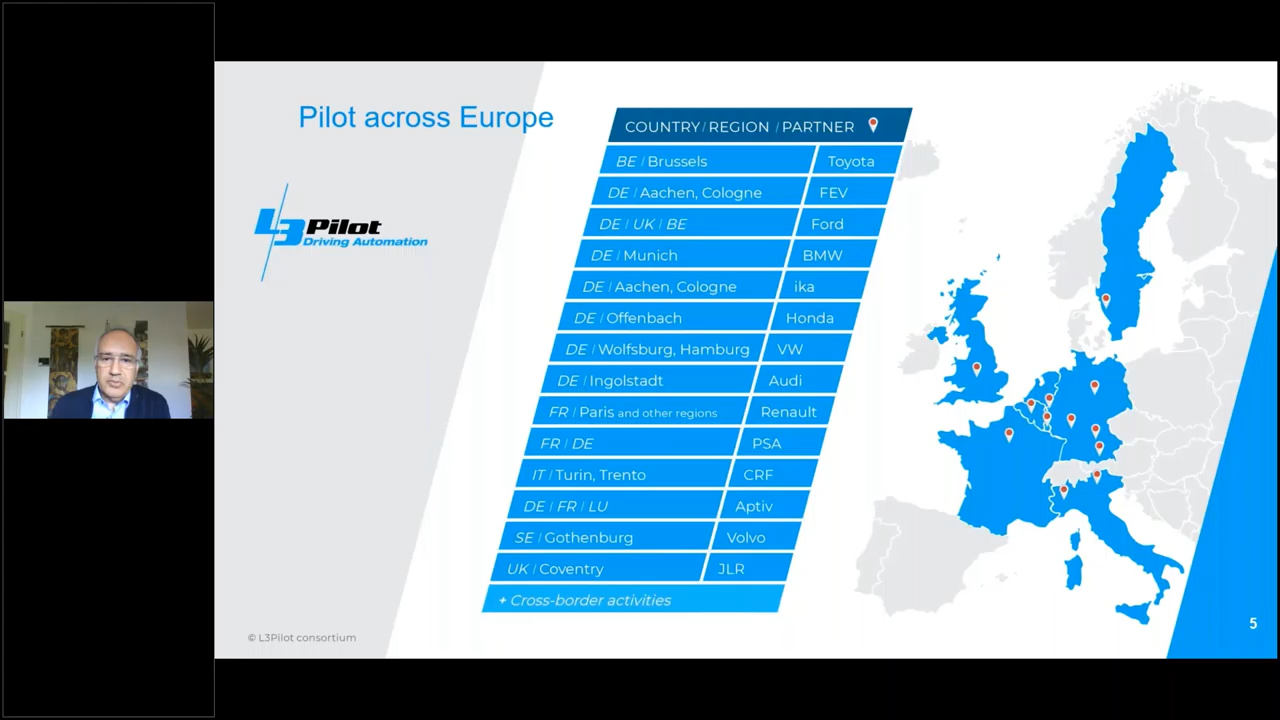 Pilot across Europe
L3Pilot
Driving Automation
COUNTRY / REGION / PARTNER
BE / Brussels Toyota
DE / Aachen, Cologne FEV
DE / UK / BE Ford
DE / Munich BMW
DE / Aachen, Cologne ika
DE / Offenbach Honda
DE / Wolfsburg, Hamburg VW
DE / Ingolstadt Audi
FR / Paris and other regions Renault
FR / DE PSA
IT / Turin, Trento CRF
DE / FR / LU Aptiv
SE / Gothenburg Volvo
UK / Coventry JLR
+ Cross-border activities
© L3Pilot consortium
5